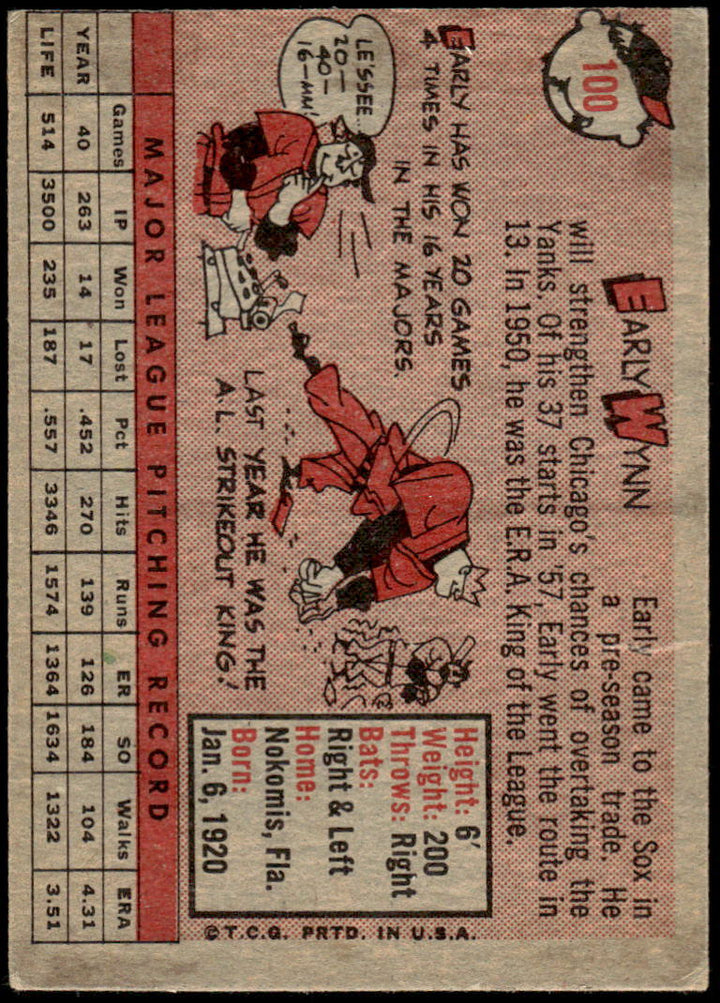 100
EARLY WYNN
Early came to the Sox in
a pre-season trade. He
will strengthen Chicago's chances of overtaking the
Yanks. Of his 37 starts in '57, Early went the route in
13. In 1950, he was the E.R.A. King of the League.
EARLY HAS WON 20 GAMES
4 TIMES IN HIS 16 YEARS
IN THE MAJORS.
LE'SSEE
20—
40—
16—MM!
LAST YEAR HE WAS THE
A.L. STRIKEOUT KING!
Height: 6'
Weight: 200
Throws: Right
Bats:
Right & Left
Home:
Nokomis, Fla.
Born:
Jan. 6, 1920
© T.C.G. PRTD. IN U.S.A.
MAJOR LEAGUE PITCHING RECORD
Games IP Won Lost Pct Hits Runs ER SO Walks ERA
YEAR 40 263 14 17 .452 270 139 126 184 104 4.31
LIFE 514 3500 235 187 .557 3346 1574 1364 1634 1322 3.51